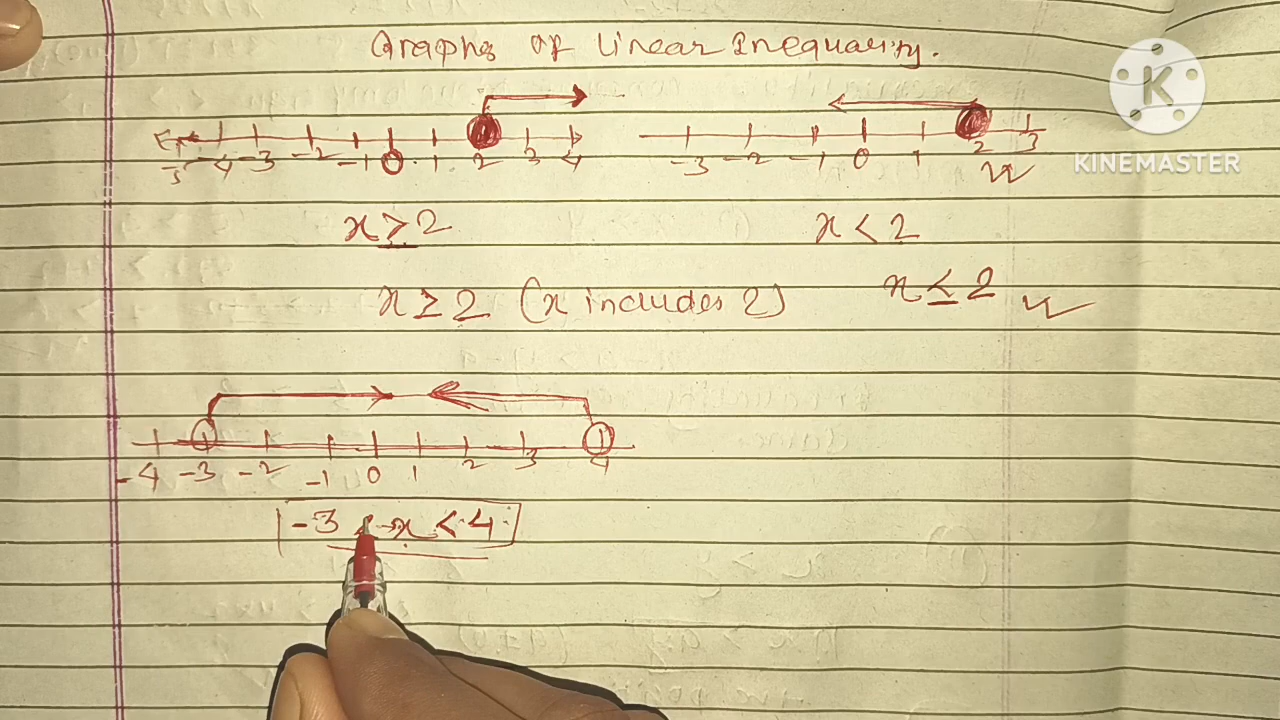 Graphs of Linear Inequality.
-5 -4 -3 -2 -1 0 1 2 3 4
-3 -2 -1 0 1 2 3
K
KINEMASTER
x ≥ 2
x < 2
x ≥ 2 (x includes 2)
x ≤ 2
-4 -3 -2 -1 0 1 2 3 4
-3 < x < 4